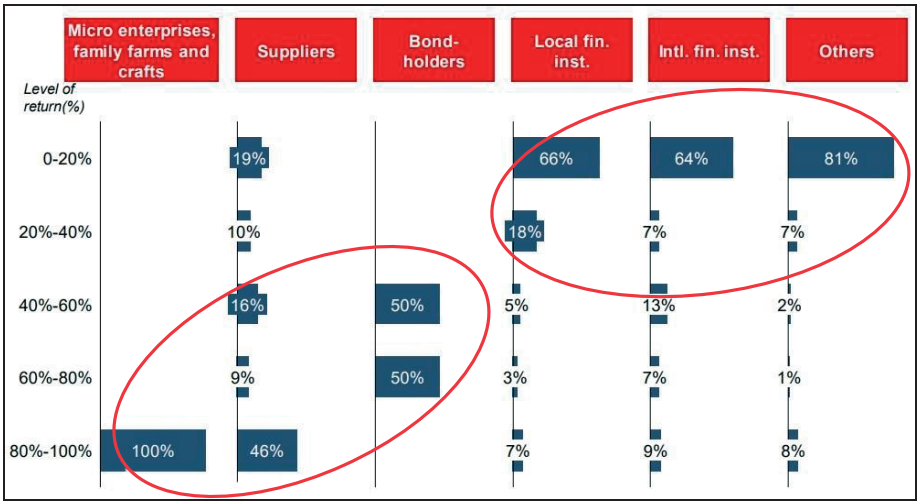 Micro enterprises,
family farms and
crafts
Suppliers
Bond-
holders
Local fin.
inst.
Intl. fin. inst.
Others
Level of
return(%)
0-20%
19%
66%
64%
81%
20%-40%
10%
18%
7%
7%
40%-60%
16%
50%
5%
13%
2%
60%-80%
9%
50%
3%
7%
1%
80%-100%
100%
46%
7%
9%
8%